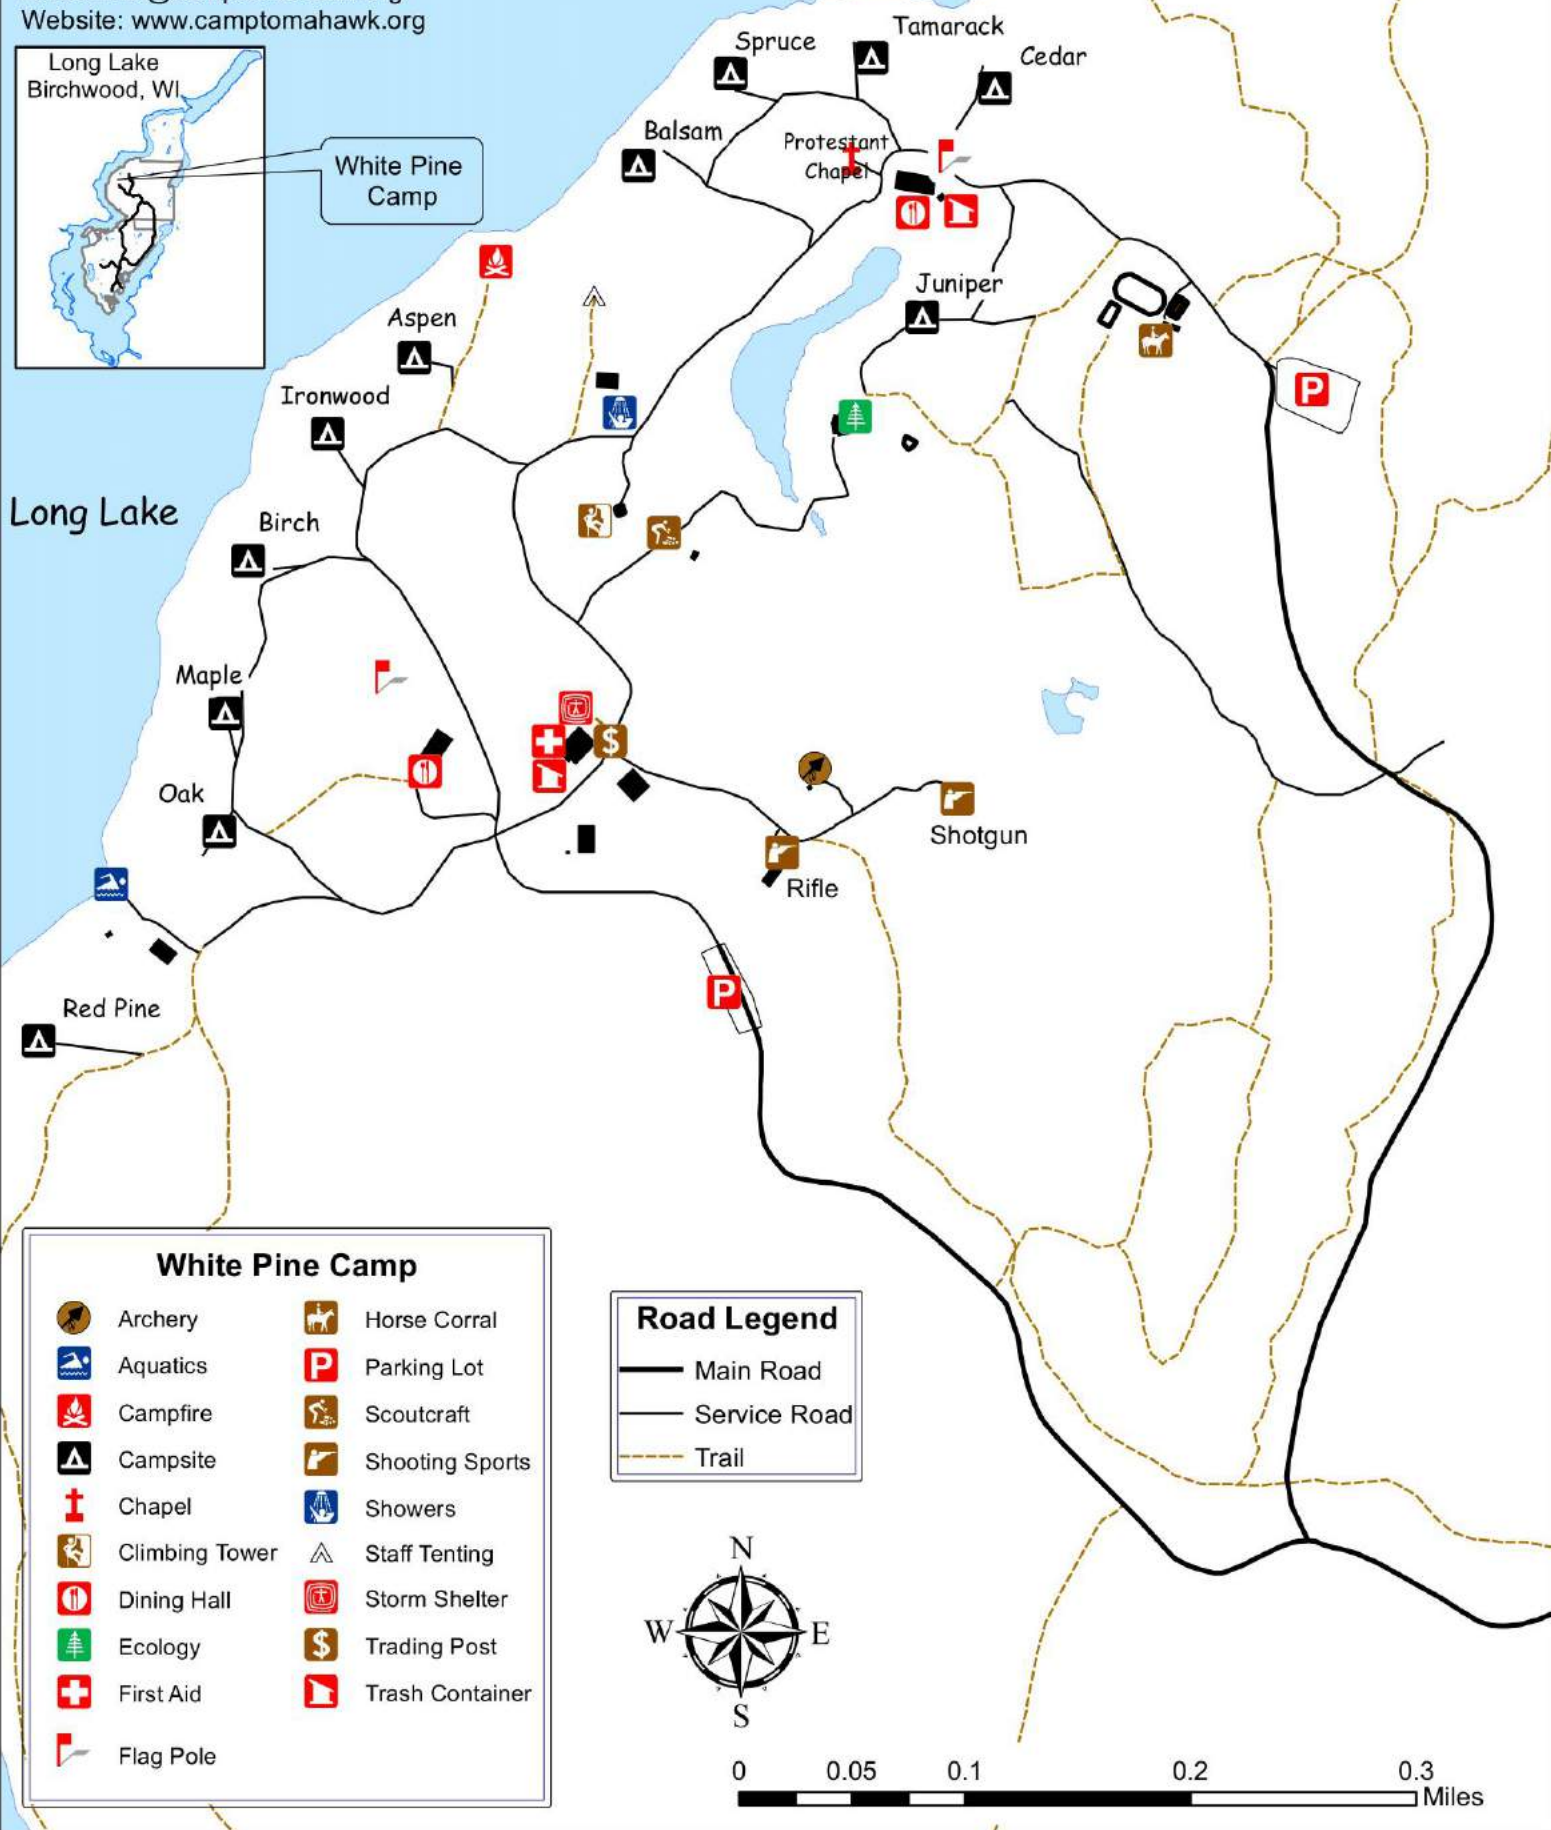 Website: www.camptomahawk.org
Long Lake
Birchwood, WI
White Pine
Camp
Spruce
Tamarack
Cedar
Balsam
Protestant
Chapel
Juniper
Aspen
Ironwood
P
Long Lake
Birch
Maple
$
Oak
Shotgun
Rifle
P
Red Pine
White Pine Camp
Archery
Horse Corral
Aquatics
P
Parking Lot
Campfire
Scoutcraft
Campsite
Shooting Sports
Chapel
Showers
Climbing Tower
Staff Tenting
Dining Hall
Storm Shelter
Ecology
$
Trading Post
First Aid
Trash Container
Flag Pole
Road Legend
Main Road
Service Road
Trail
N
W
E
S
0
0.05
0.1
0.2
0.3
Miles